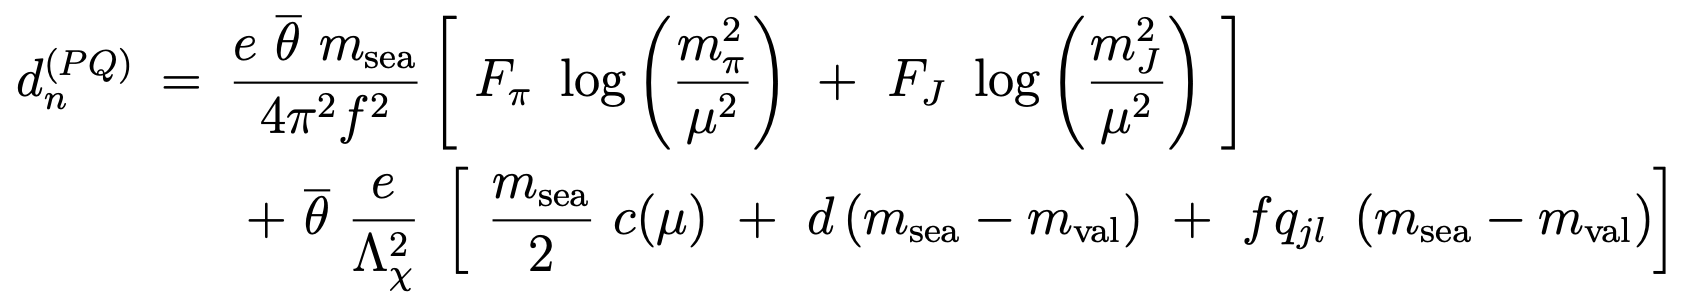 d_n^{(PQ)} = \frac{e \overline{\theta} m_{\text{sea}}}{4\pi^2 f^2} \left[ F_\pi \log\left(\frac{m_\pi^2}{\mu^2}\right) + F_J \log\left(\frac{m_J^2}{\mu^2}\right) \right]
+ \overline{\theta} \frac{e}{\Lambda_\chi^2} \left[ \frac{m_{\text{sea}}}{2} c(\mu) + d(m_{\text{sea}} - m_{\text{val}}) + f q_{jl} (m_{\text{sea}} - m_{\text{val}}) \right]